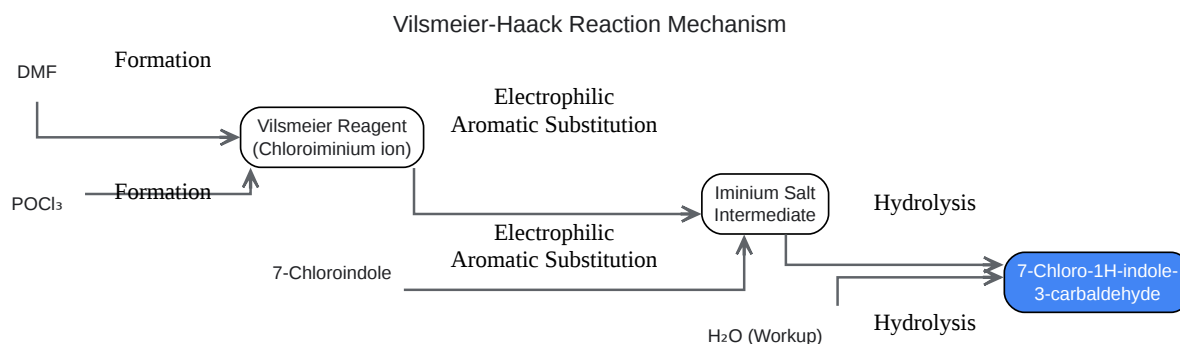 Vilsmeier-Haack Reaction Mechanism
Formation
DMF
Electrophilic
Aromatic Substitution
Vilsmeier Reagent
(Chloroiminium ion)
Formation
POCl₃
Iminium Salt
Intermediate
Hydrolysis
Electrophilic
Aromatic Substitution
7-Chloroindole
7-Chloro-1H-indole-
3-carbaldehyde
Hydrolysis
H₂O (Workup)